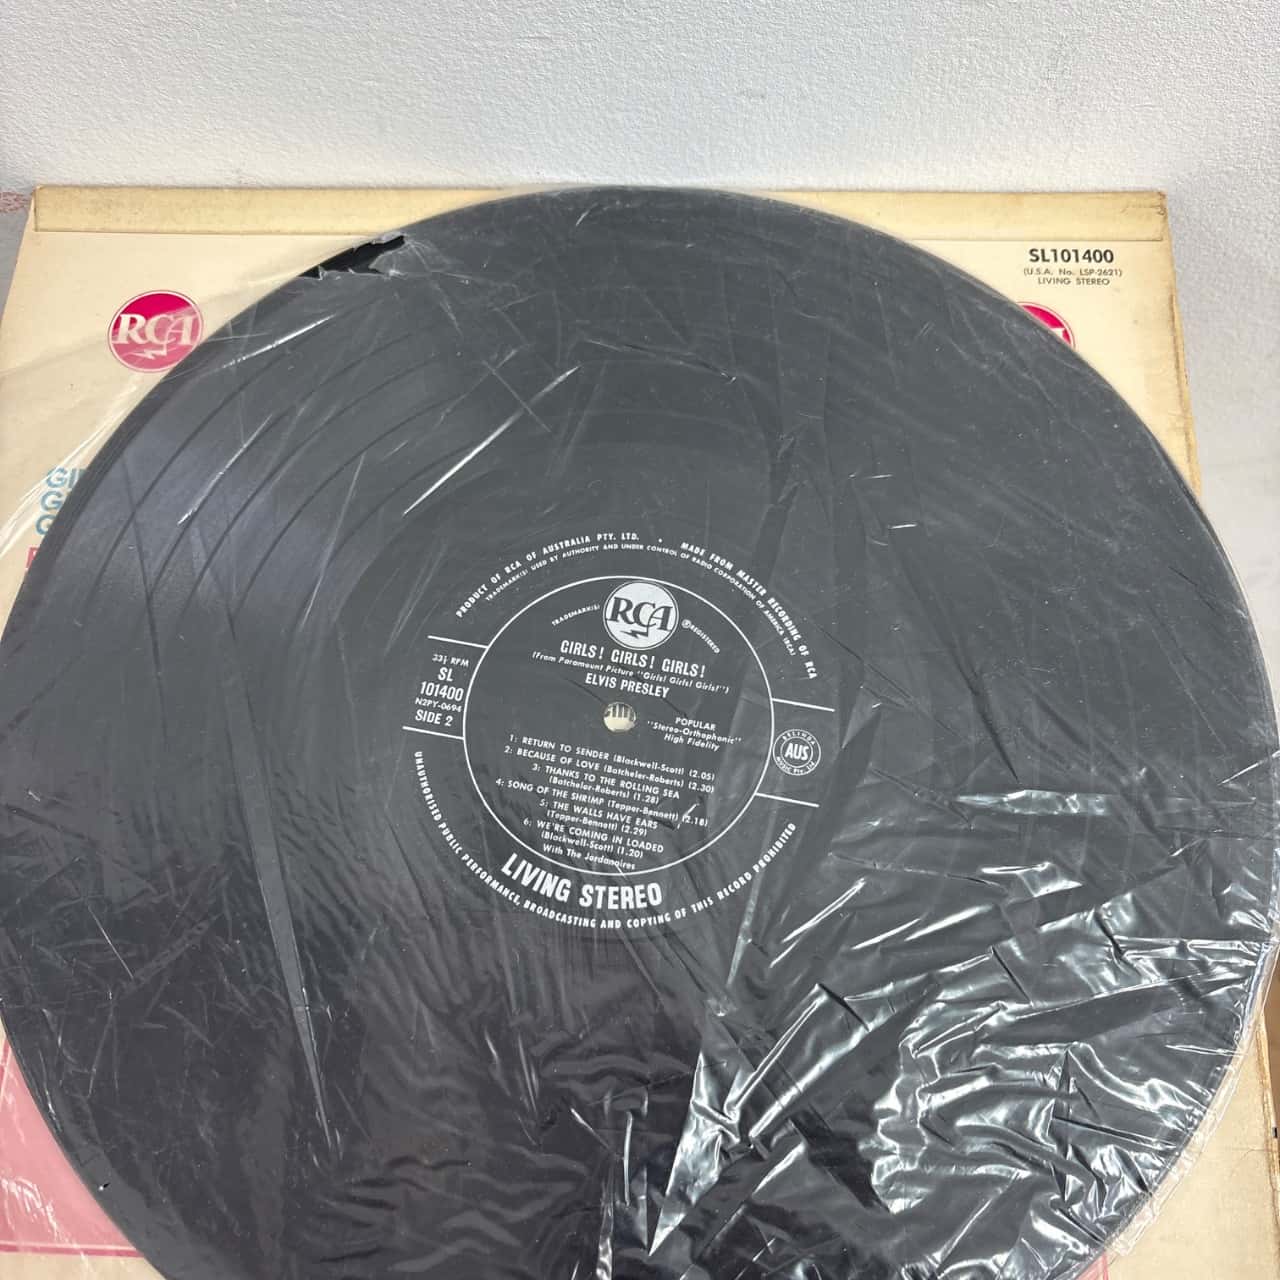 SL101400
(U.S.A. No. LSP-2621)
LIVING STEREO
RCA
PRODUCT OF RCA OF AUSTRALIA PTY. LTD. • MADE FROM MASTER RECORDING OF RCA
TRADEMARK(S) USED BY AUTHORITY AND UNDER CONTROL OF RADIO CORPORATION OF AMERICA (RCA)
TRADEMARK(S) RCA ®REGISTERED
GIRLS! GIRLS! GIRLS!
(From Paramount Picture "Girls! Girls! Girls!")
ELVIS PRESLEY
33⅓ RPM
SL
101400
N2PY-0694
SIDE 2
POPULAR
"Stereo-Orthophonic"
High Fidelity
BELINDA
AUS
Music Pty. Ltd
1: RETURN TO SENDER (Blackwell-Scott) (2.05)
2: BECAUSE OF LOVE (Batcheler-Roberts) (2.30)
3: THANKS TO THE ROLLING SEA
(Batcheler-Roberts) (1.28)
4: SONG OF THE SHRIMP (Tepper-Bennett) (2.18)
5: THE WALLS HAVE EARS
(Tepper-Bennett) (2.29)
6: WE'RE COMING IN LOADED
(Blackwell-Scott) (1.20)
With The Jordanaires
LIVING STEREO
UNAUTHORISED PUBLIC PERFORMANCE, BROADCASTING AND COPYING OF THIS RECORD PROHIBITED